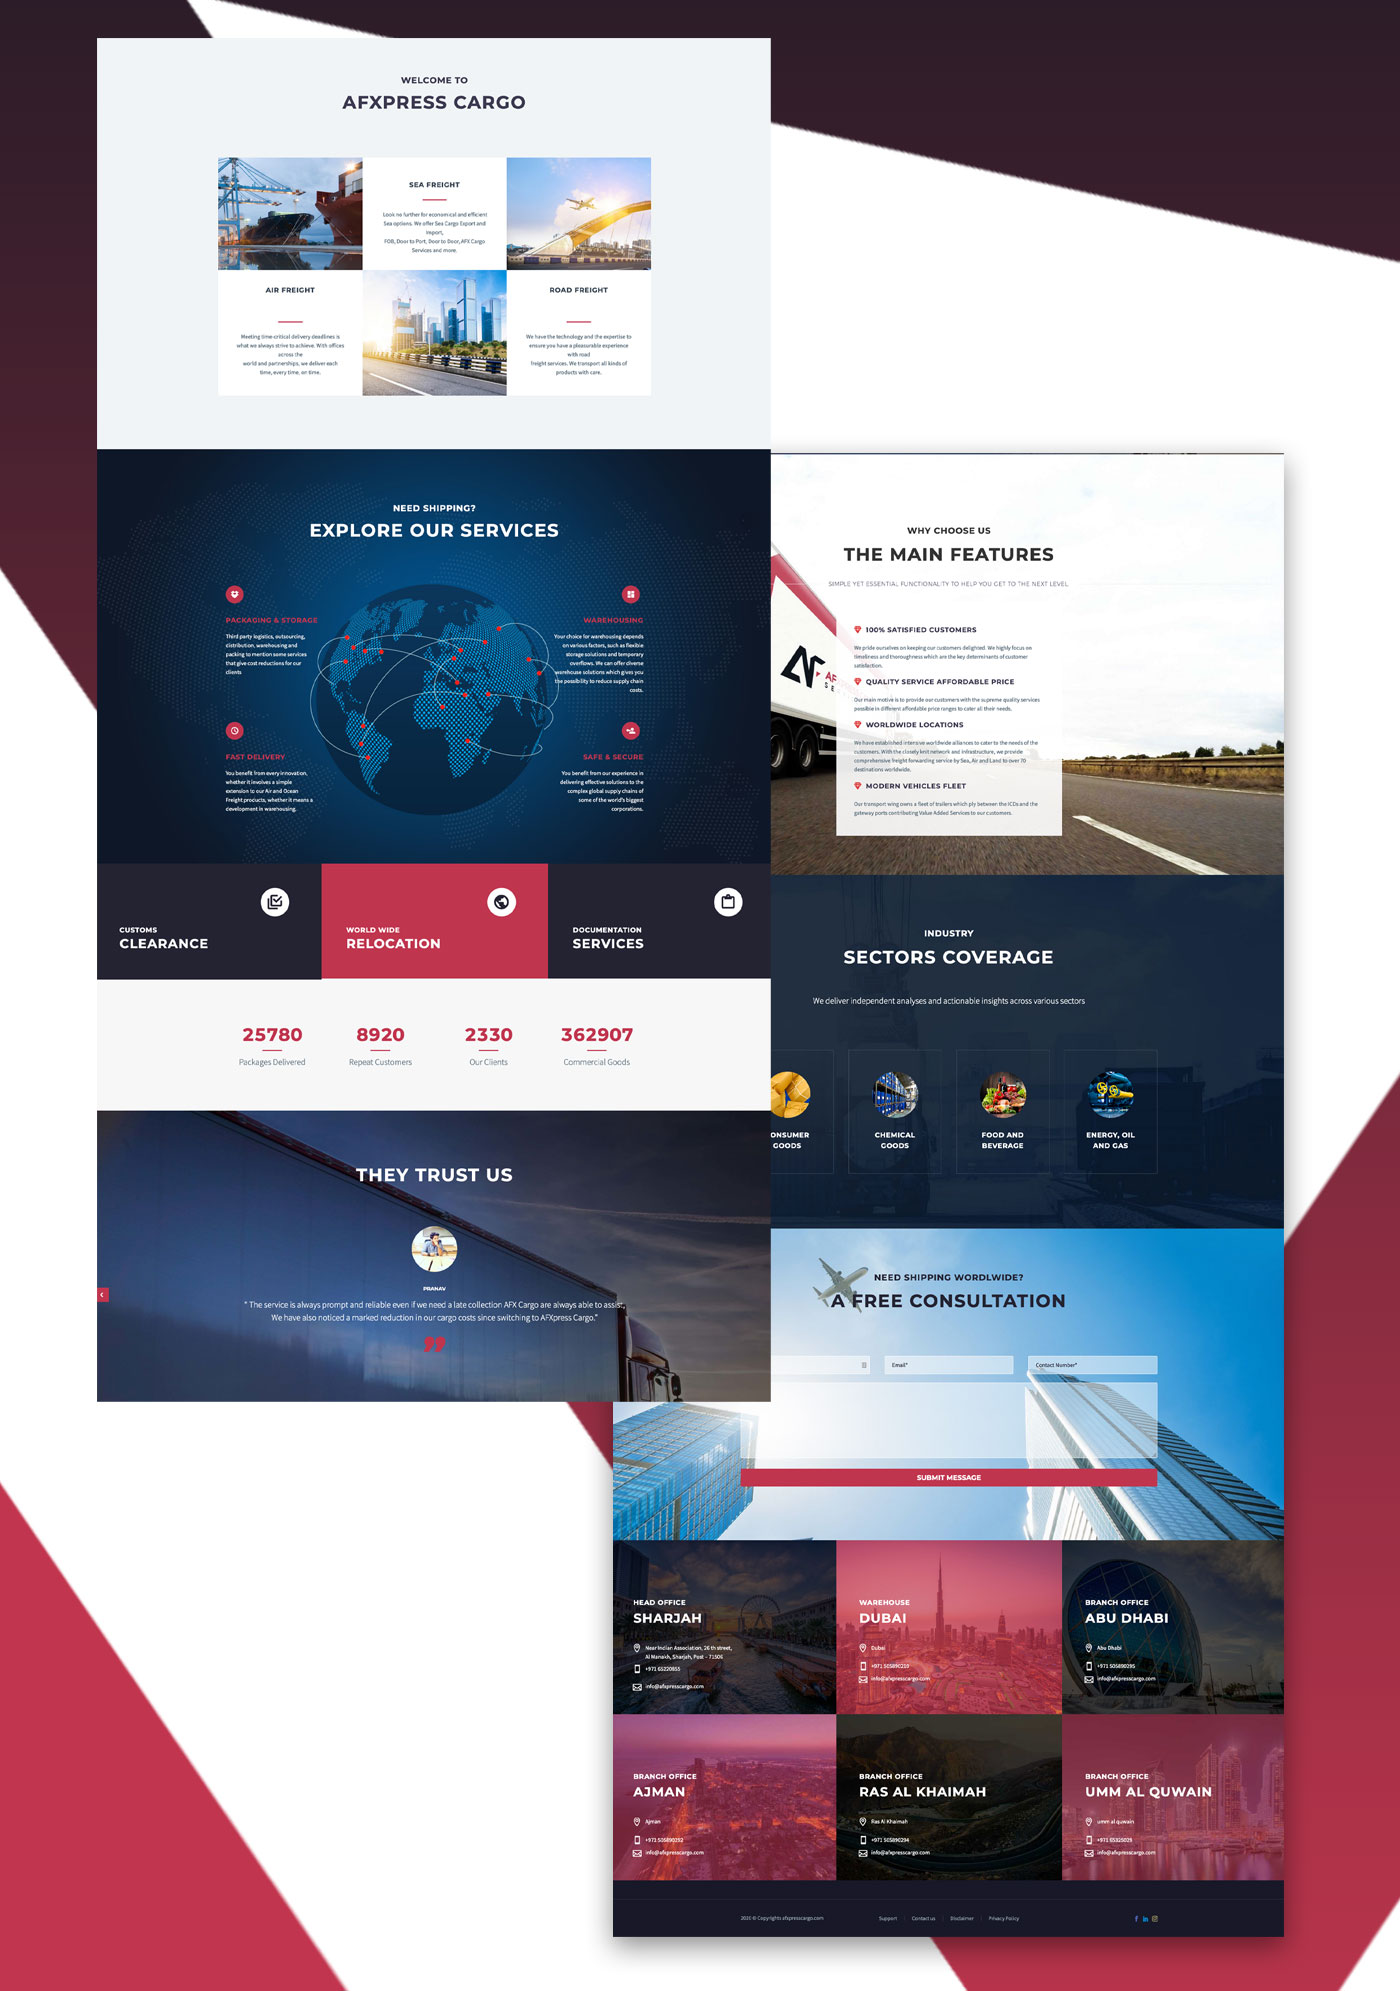 WELCOME TO
AFXPRESS CARGO
SEA FREIGHT
Look no further for economical and efficient
Sea options. We offer Sea Cargo Export and
Import,
FOB, Door to Port, Door to Door, AFX Cargo
Services and more.
AIR FREIGHT
Meeting time-critical delivery deadlines is
what we always strive to achieve. With offices
across the
world and partnerships, we deliver each
time, every time, on time.
ROAD FREIGHT
We have the technology and the expertise to
ensure you have a pleasurable experience
with road
freight services. We transport all kinds of
products with care.
NEED SHIPPING?
EXPLORE OUR SERVICES
PACKAGING & STORAGE
Third party logistics, outsourcing,
distribution, warehousing and
packing to mention some services
that give cost reductions for our
clients
WAREHOUSING
Your choice for warehousing depends
on various factors, such as flexible
storage solutions and temporary
overflows. We can offer diverse
warehouse solutions which gives you
the possibility to reduce supply chain
costs.
FAST DELIVERY
You benefit from every innovation,
whether it involves a simple
extension to our Air and Ocean
Freight products, whether it means a
development in warehousing.
SAFE & SECURE
You benefit from our experience in
delivering effective solutions to the
complex global supply chains of
some of the world's biggest
corporations.
CUSTOMS
CLEARANCE
WORLD WIDE
RELOCATION
DOCUMENTATION
SERVICES
25780
Packages Delivered
8920
Repeat Customers
2330
Our Clients
362907
Commercial Goods
THEY TRUST US
PRANAV
" The service is always prompt and reliable even if we need a late collection AFX Cargo are always able to assist.
We have also noticed a marked reduction in our cargo costs since switching to AFXpress Cargo."
WHY CHOOSE US
THE MAIN FEATURES
SIMPLE YET ESSENTIAL FUNCTIONALITY TO HELP YOU GET TO THE NEXT LEVEL.
100% SATISFIED CUSTOMERS
We pride ourselves on keeping our customers delighted. We highly focus on
timeliness and thoroughness which are the key determinants of customer
satisfaction.
QUALITY SERVICE AFFORDABLE PRICE
Our main motive is to provide our customers with the supreme quality services
possible in different affordable price ranges to cater all their needs.
WORLDWIDE LOCATIONS
We have established intensive worldwide alliances to cater to the needs of the
customers. With the closely knit network and infrastructure, we provide
comprehensive freight forwarding service by Sea, Air and Land to over 70
destinations worldwide.
MODERN VEHICLES FLEET
Our transport wing owns a fleet of trailers which ply between the ICDs and the
gateway ports contributing Value Added Services to our customers.
INDUSTRY
SECTORS COVERAGE
We deliver independent analyses and actionable insights across various sectors
ONSUMER
GOODS
CHEMICAL
GOODS
FOOD AND
BEVERAGE
ENERGY, OIL
AND GAS
NEED SHIPPING WORDLWIDE?
A FREE CONSULTATION
Email*
Contact Number*
SUBMIT MESSAGE
HEAD OFFICE
SHARJAH
Near Indian Association, 26 th street,
Al Manakh, Sharjah, Post – 71506
+971 65220855
info@afxpresscargo.com
WAREHOUSE
DUBAI
Dubai
+971 505890259
info@afxpresscargo.com
BRANCH OFFICE
ABU DHABI
Abu Dhabi
+971 505890295
info@afxpresscargo.com
BRANCH OFFICE
AJMAN
Ajman
+971 505890292
info@afxpresscargo.com
BRANCH OFFICE
RAS AL KHAIMAH
Ras Al Khaimah
+971 505890294
info@afxpresscargo.com
BRANCH OFFICE
UMM AL QUWAIN
umm al quwain
+971 65325029
info@afxpresscargo.com
2020 © Copyrights afxpresscargo.com
Support
Contact us
Disclaimer
Privacy Policy